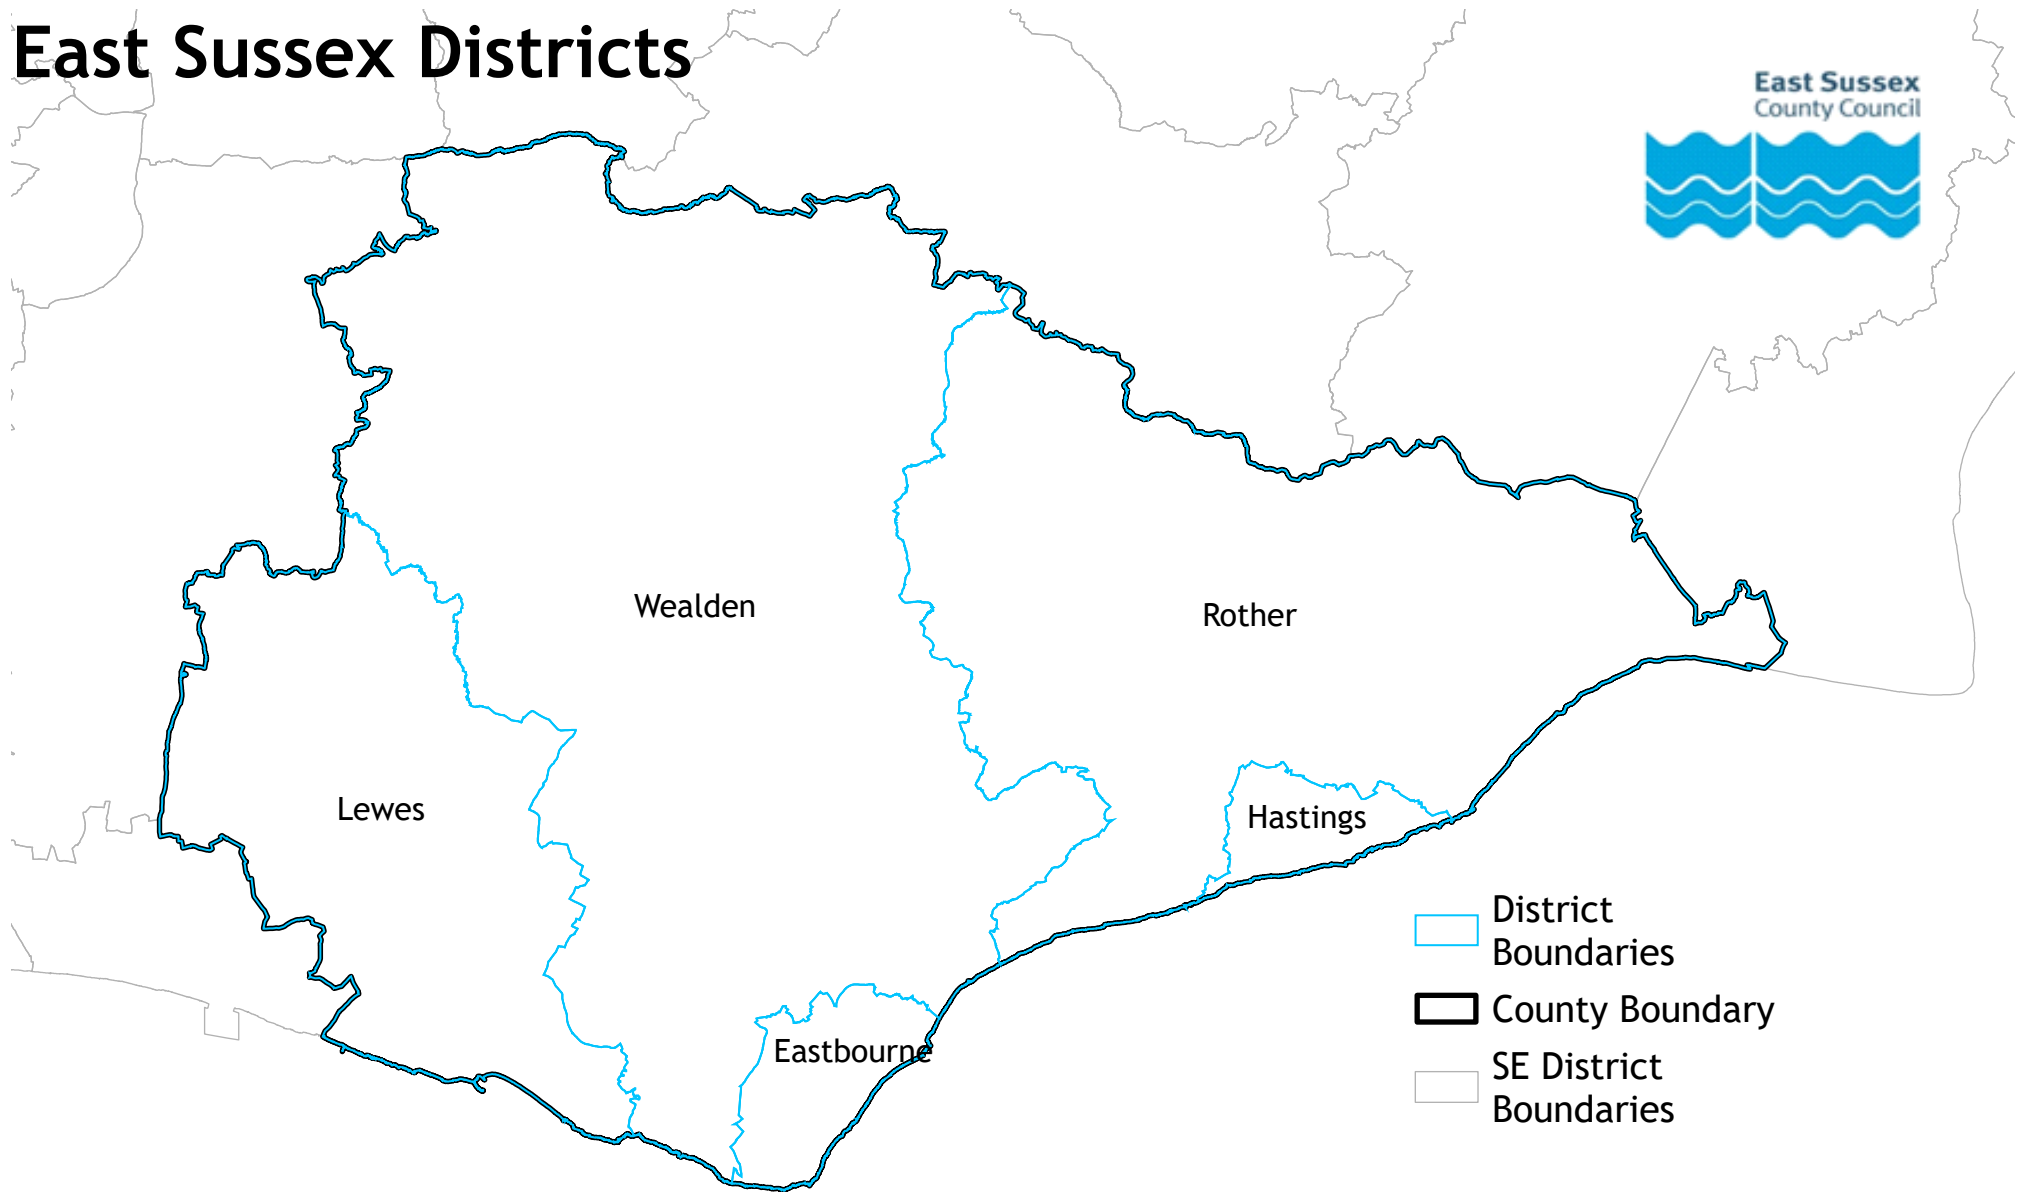 East Sussex Districts
East Sussex
County Council
Wealden
Rother
Lewes
Hastings
Eastbourne
District
Boundaries
County Boundary
SE District
Boundaries